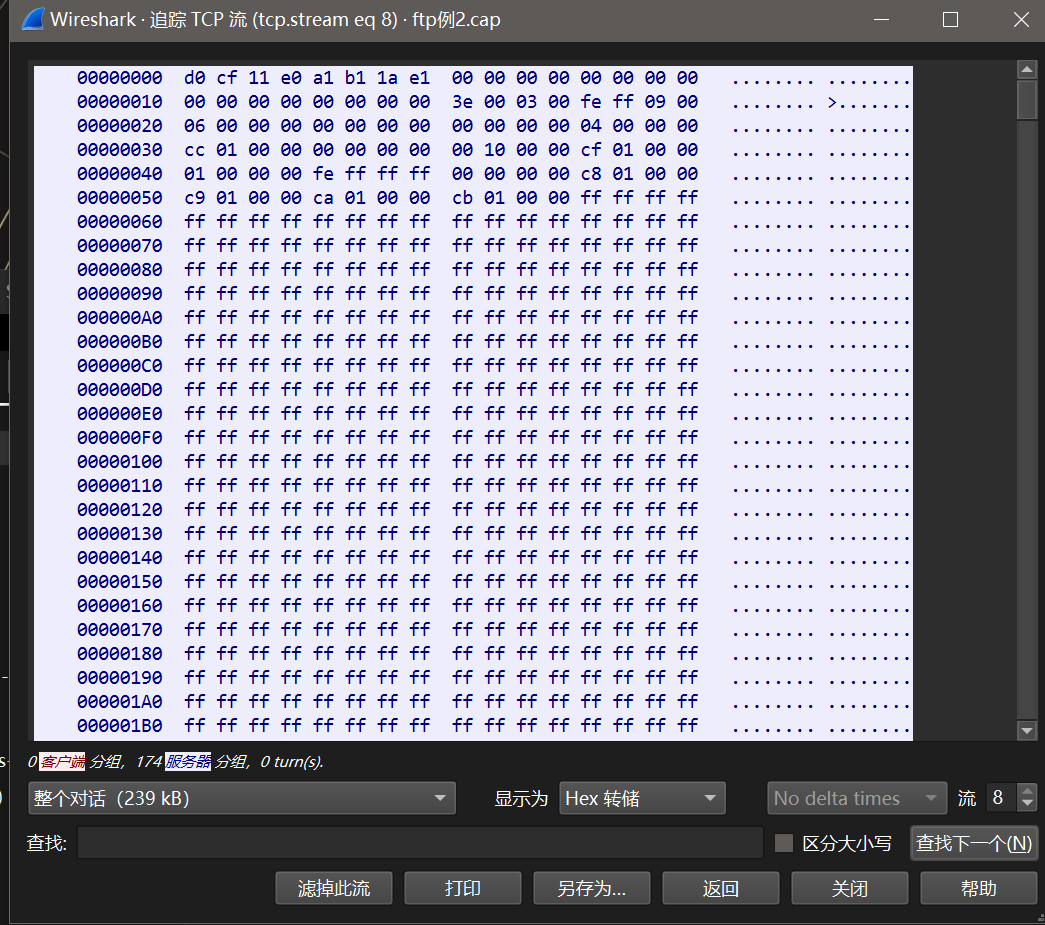 Wireshark · 追踪 TCP 流 (tcp.stream eq 8) · ftp例2.cap
00000000 d0 cf 11 e0 a1 b1 1a e1 00 00 00 00 00 00 00 00 ........ ........
00000010 00 00 00 00 00 00 00 00 3e 00 03 00 fe ff 09 00 ........ >.......
00000020 06 00 00 00 00 00 00 00 00 00 00 00 04 00 00 00 ........ ........
00000030 cc 01 00 00 00 00 00 00 00 10 00 00 cf 01 00 00 ........ ........
00000040 01 00 00 00 fe ff ff ff 00 00 00 00 c8 01 00 00 ........ ........
00000050 c9 01 00 00 ca 01 00 00 cb 01 00 00 ff ff ff ff ........ ........
00000060 ff ff ff ff ff ff ff ff ff ff ff ff ff ff ff ff ........ ........
00000070 ff ff ff ff ff ff ff ff ff ff ff ff ff ff ff ff ........ ........
00000080 ff ff ff ff ff ff ff ff ff ff ff ff ff ff ff ff ........ ........
00000090 ff ff ff ff ff ff ff ff ff ff ff ff ff ff ff ff ........ ........
000000A0 ff ff ff ff ff ff ff ff ff ff ff ff ff ff ff ff ........ ........
000000B0 ff ff ff ff ff ff ff ff ff ff ff ff ff ff ff ff ........ ........
000000C0 ff ff ff ff ff ff ff ff ff ff ff ff ff ff ff ff ........ ........
000000D0 ff ff ff ff ff ff ff ff ff ff ff ff ff ff ff ff ........ ........
000000E0 ff ff ff ff ff ff ff ff ff ff ff ff ff ff ff ff ........ ........
000000F0 ff ff ff ff ff ff ff ff ff ff ff ff ff ff ff ff ........ ........
00000100 ff ff ff ff ff ff ff ff ff ff ff ff ff ff ff ff ........ ........
00000110 ff ff ff ff ff ff ff ff ff ff ff ff ff ff ff ff ........ ........
00000120 ff ff ff ff ff ff ff ff ff ff ff ff ff ff ff ff ........ ........
00000130 ff ff ff ff ff ff ff ff ff ff ff ff ff ff ff ff ........ ........
00000140 ff ff ff ff ff ff ff ff ff ff ff ff ff ff ff ff ........ ........
00000150 ff ff ff ff ff ff ff ff ff ff ff ff ff ff ff ff ........ ........
00000160 ff ff ff ff ff ff ff ff ff ff ff ff ff ff ff ff ........ ........
00000170 ff ff ff ff ff ff ff ff ff ff ff ff ff ff ff ff ........ ........
00000180 ff ff ff ff ff ff ff ff ff ff ff ff ff ff ff ff ........ ........
00000190 ff ff ff ff ff ff ff ff ff ff ff ff ff ff ff ff ........ ........
000001A0 ff ff ff ff ff ff ff ff ff ff ff ff ff ff ff ff ........ ........
000001B0 ff ff ff ff ff ff ff ff ff ff ff ff ff ff ff ff ........ ........
0 客户端 分组, 174 服务器 分组, 0 turn(s).
整个对话 (239 kB) 显示为 Hex 转储 No delta times 流 8
查找: 区分大小写 查找下一个(N)
滤掉此流 打印 另存为... 返回 关闭 帮助